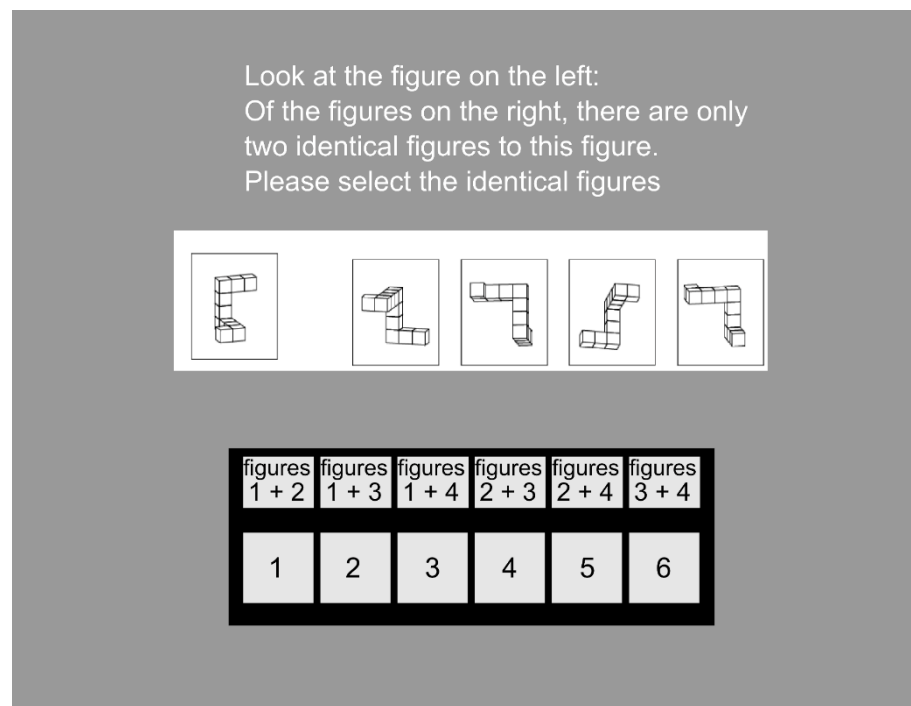 Look at the figure on the left:
Of the figures on the right, there are only
two identical figures to this figure.
Please select the identical figures
figures figures figures figures figures figures
1 + 2 1 + 3 1 + 4 2 + 3 2 + 4 3 + 4
1 2 3 4 5 6